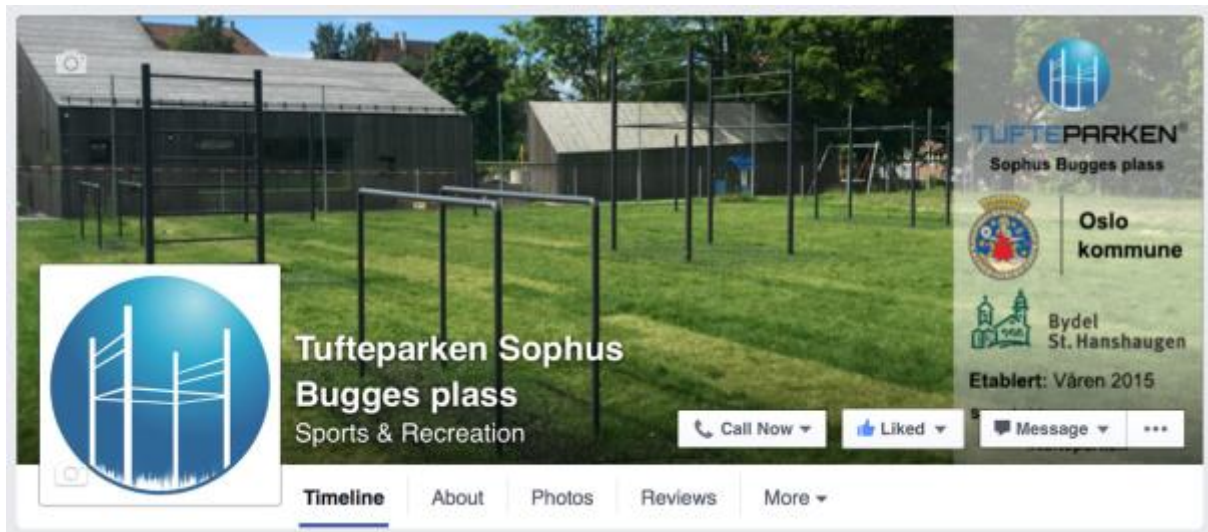 TUFTEPARKEN®
Sophus Bugges plass
Oslo
kommune
Bydel
St. Hanshaugen
Etablert: Våren 2015
Tufteparken Sophus
Bugges plass
Sports & Recreation
Call Now
Liked
Message
Timeline
About
Photos
Reviews
More